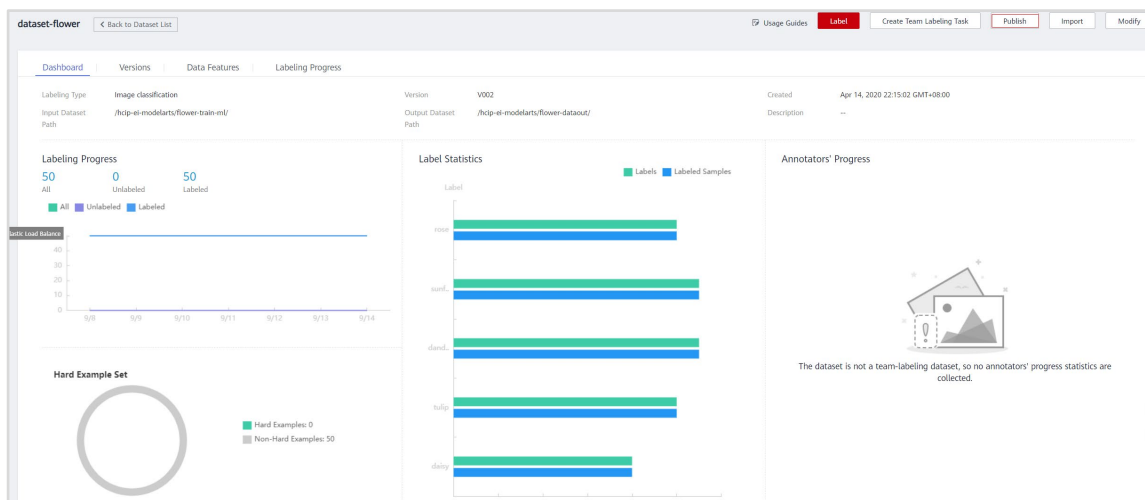 dataset-flower
< Back to Dataset List
Usage Guides
Label
Create Team Labeling Task
Publish
Import
Modify
Dashboard
Versions
Data Features
Labeling Progress
Labeling Type
Image classification
Version
V002
Created
Apr 14, 2020 22:15:02 GMT+08:00
Input Dataset
Path
/hcip-ei-modelarts/flower-train-ml/
Output Dataset
Path
/hcip-ei-modelarts/flower-dataout/
Description
--
Labeling Progress
50
All
0
Unlabeled
50
Labeled
All
Unlabeled
Labeled
lastic Load Balance
40
30
20
10
0
9/8
9/9
9/10
9/11
9/12
9/13
9/14
Hard Example Set
Hard Examples: 0
Non-Hard Examples: 50
Label Statistics
Labels
Labeled Samples
Label
rose
sunf..
dand..
tulip
daisy
Annotators' Progress
The dataset is not a team-labeling dataset, so no annotators' progress statistics are
collected.